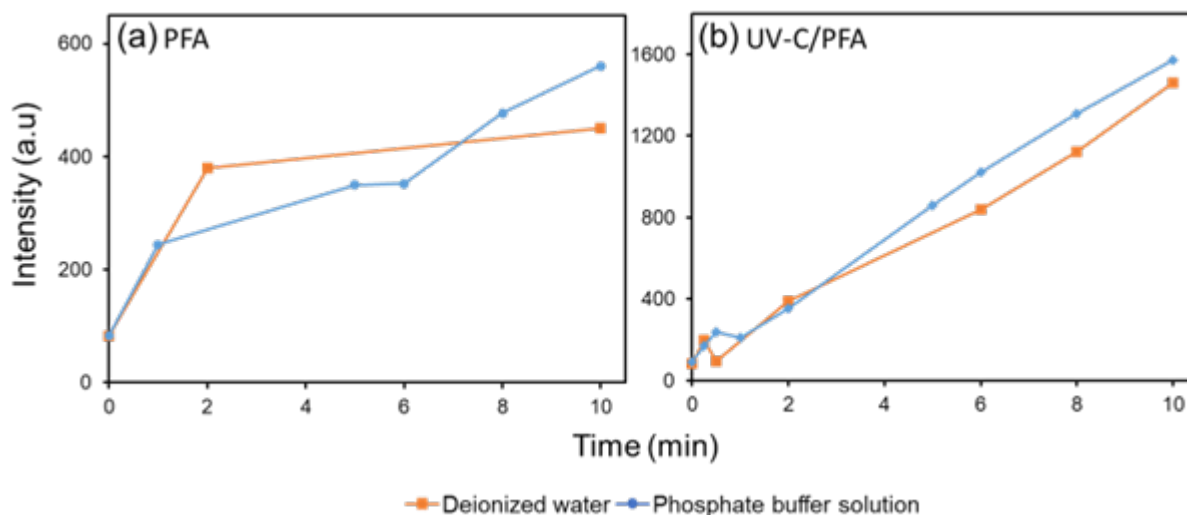 (a) PFA
(b) UV-C/PFA
Intensity (a.u)
600
400
200
0
0 2 4 6 8 10
1600
1200
800
400
0
0 2 4 6 8 10
Time (min)
Deionized water
Phosphate buffer solution